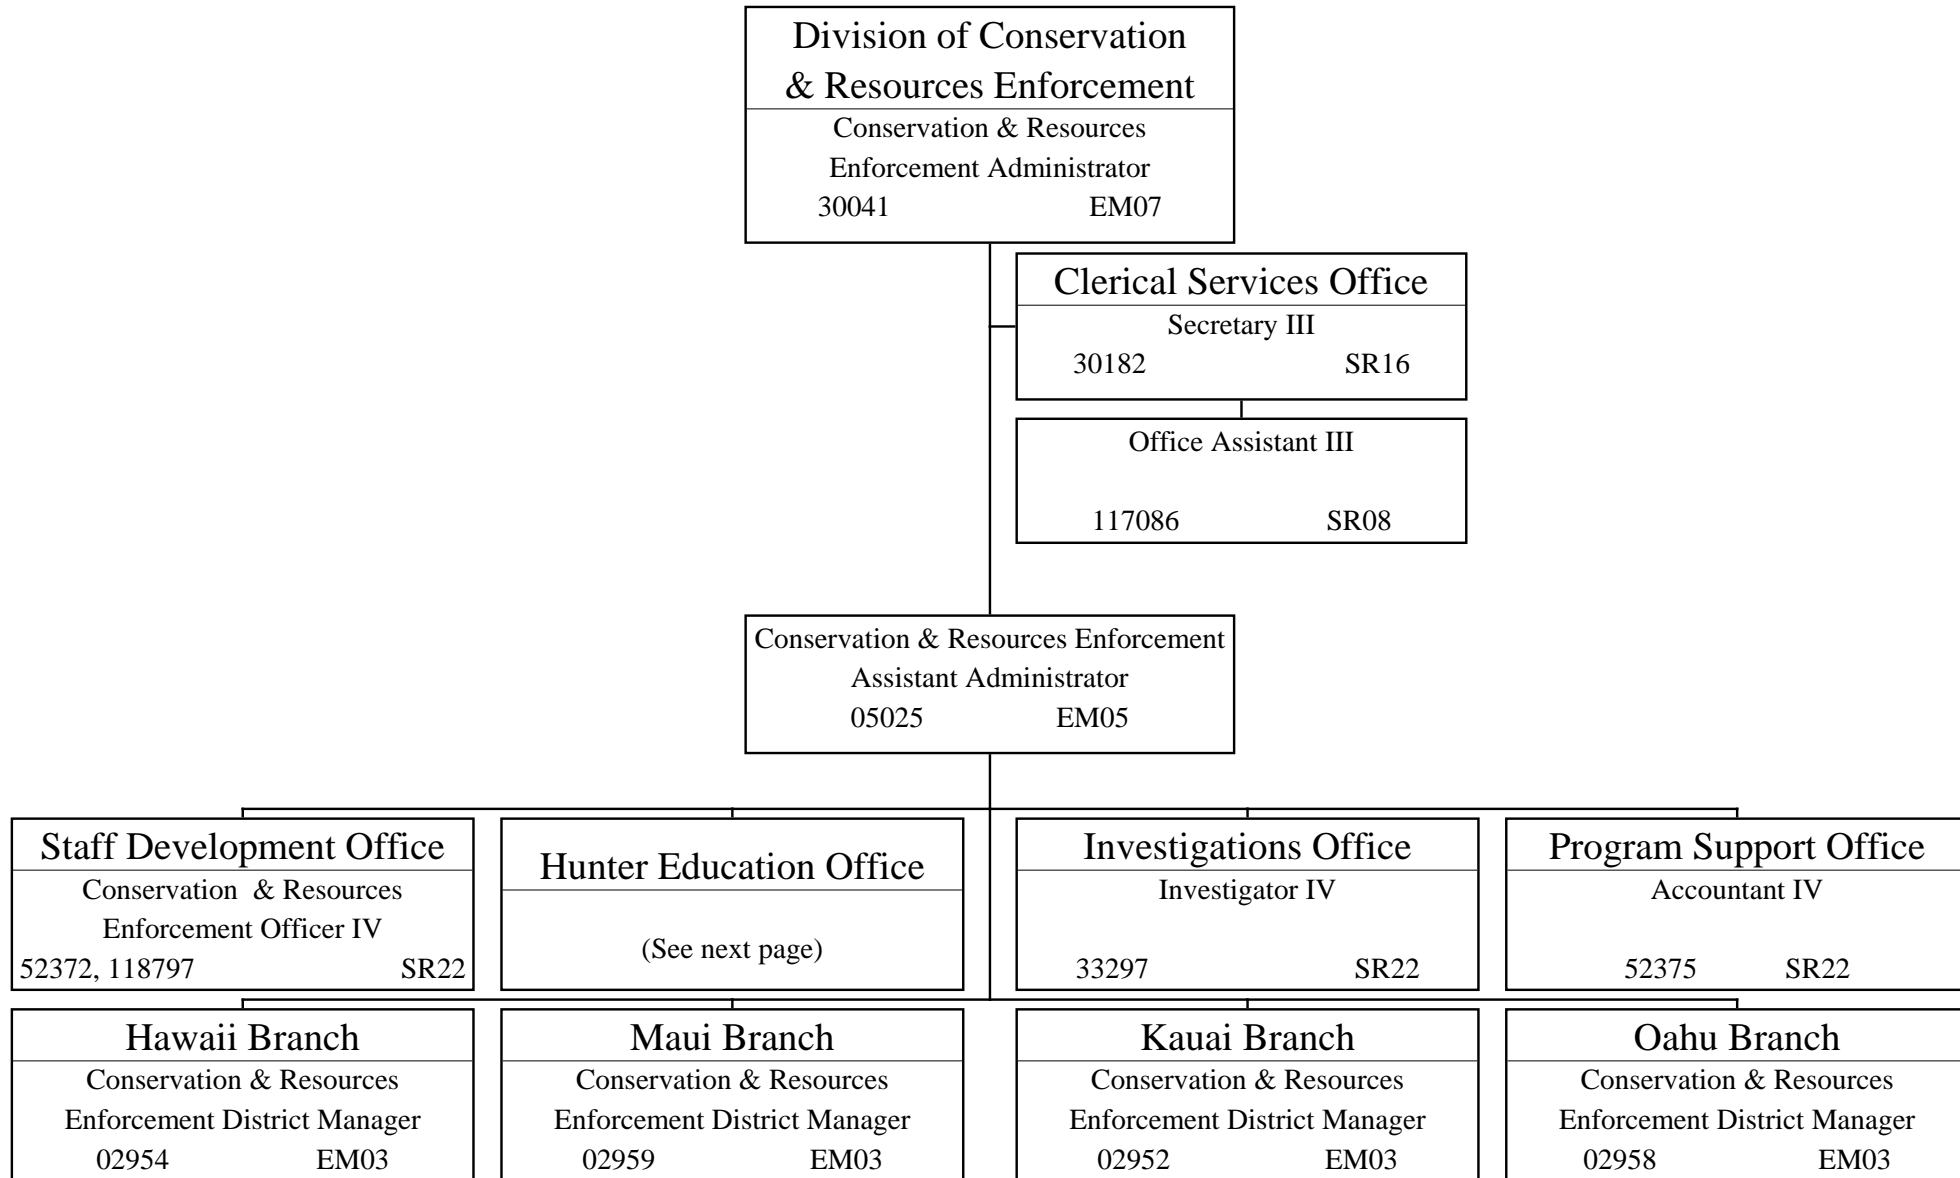 Division of Conservation
& Resources Enforcement
Conservation & Resources
Enforcement Administrator
30041 EM07
Clerical Services Office
Secretary III
30182 SR16
Office Assistant III
117086 SR08
Conservation & Resources Enforcement
Assistant Administrator
05025 EM05
Staff Development Office
Conservation & Resources
Enforcement Officer IV
52372, 118797 SR22
Hunter Education Office
(See next page)
Investigations Office
Investigator IV
33297 SR22
Program Support Office
Accountant IV
52375 SR22
Hawaii Branch
Conservation & Resources
Enforcement District Manager
02954 EM03
Maui Branch
Conservation & Resources
Enforcement District Manager
02959 EM03
Kauai Branch
Conservation & Resources
Enforcement District Manager
02952 EM03
Oahu Branch
Conservation & Resources
Enforcement District Manager
02958 EM03